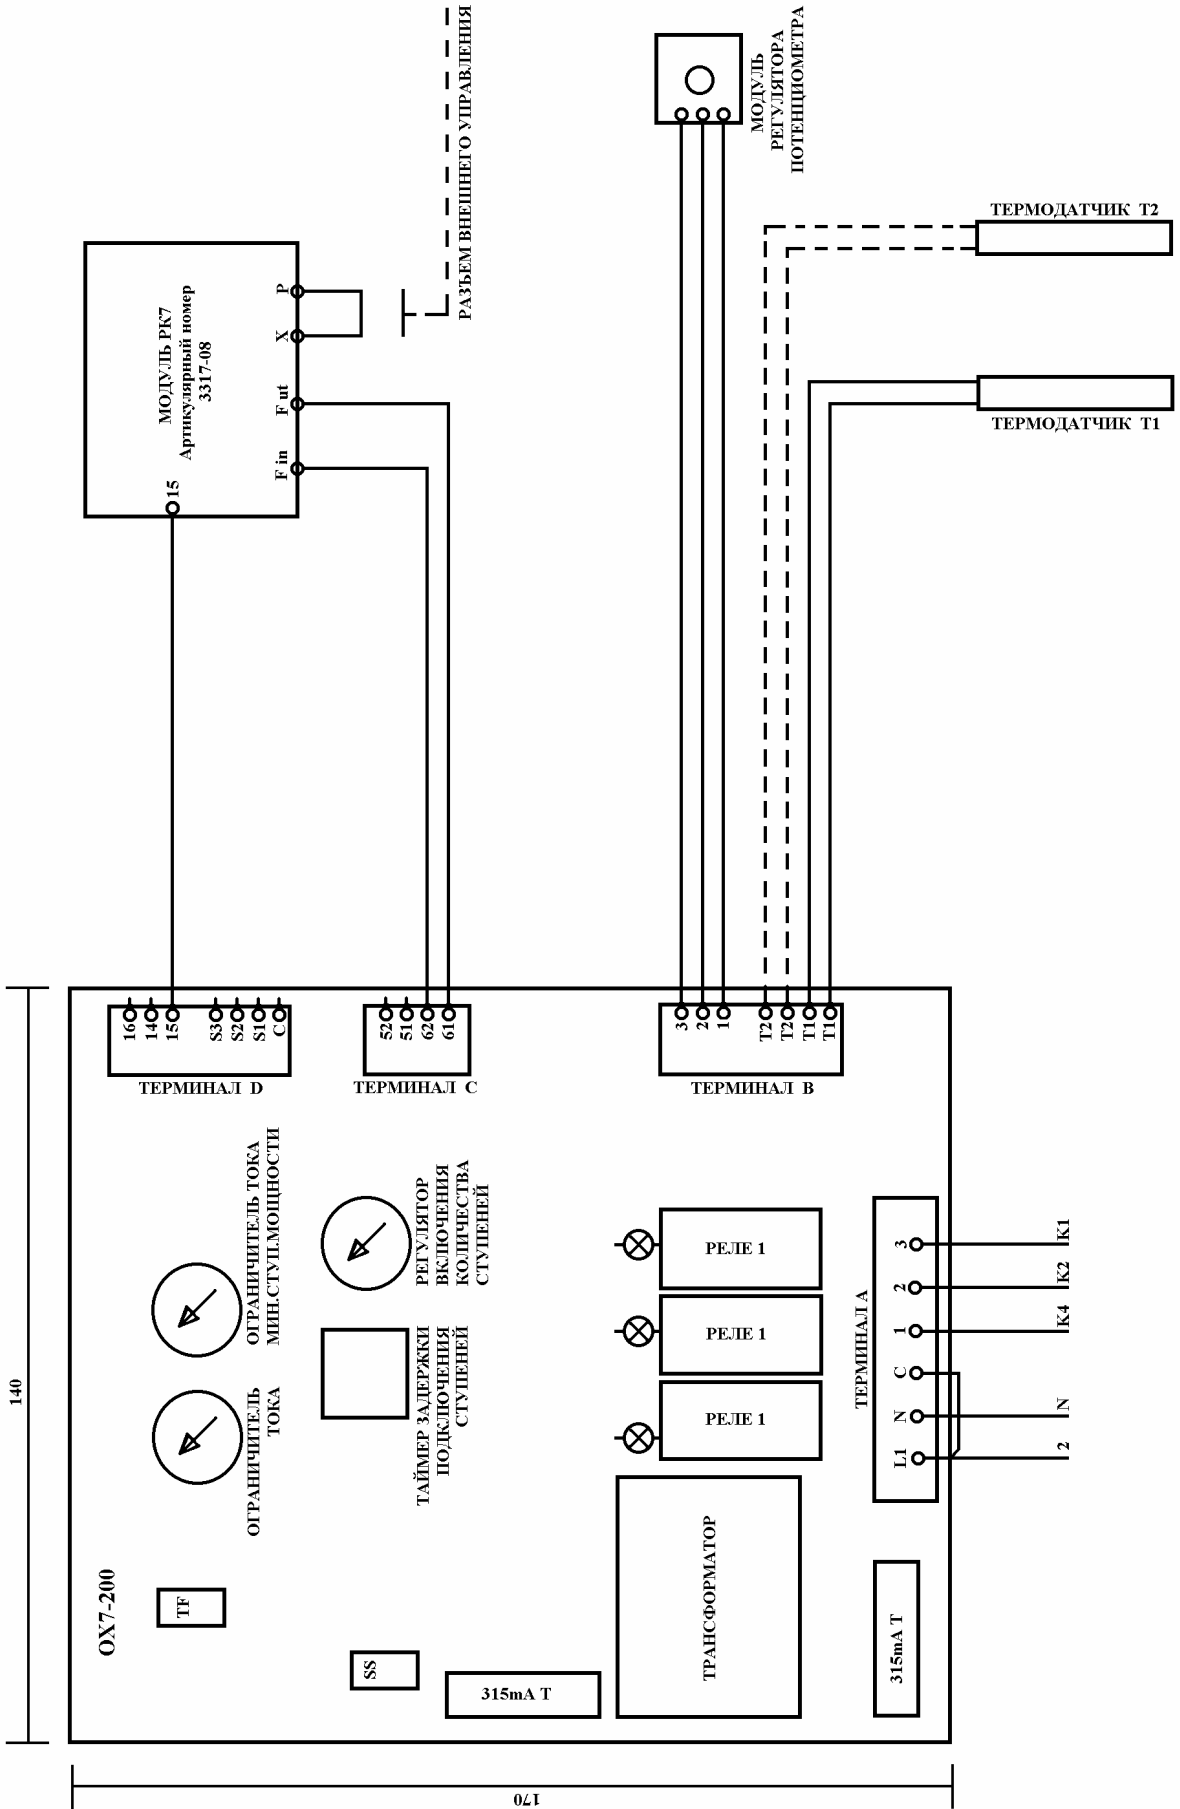 РАЗЪЕМ ВНЕШНЕГО УПРАВЛЕНИЯ
МОДУЛЬ
РЕГУЛЯТОРА
ПОТЕНЦИОМЕТРА
ТЕРМОДАТЧИК T2
МОДУЛЬ РК7
Артикулярный номер
3317-08
P
X
F ut
F in
15
ТЕРМОДАТЧИК T1
16
14
15
S3
S2
S1
C
ТЕРМИНАЛ D
52
51
62
61
ТЕРМИНАЛ C
3
2
1
T2
T2
T1
T1
ТЕРМИНАЛ B
ОГРАНИЧИТЕЛЬ ТОКА
МИН.СТУП.МОЩНОСТИ
РЕГУЛЯТОР
ВКЛЮЧЕНИЯ
КОЛИЧЕСТВА
СТУПЕНЕЙ
РЕЛЕ 1
РЕЛЕ 1
РЕЛЕ 1
ОГРАНИЧИТЕЛЬ
ТОКА
ТАЙМЕР ЗАДЕРЖКИ
ПОДКЛЮЧЕНИЯ
СТУПЕНЕЙ
ТЕРМИНАЛ A
3
2
1
C
N
L1
K1
K2
K4
N
2
140
OX7-200
TF
SS
315mA T
ТРАНСФОРМАТОР
315mA T
170